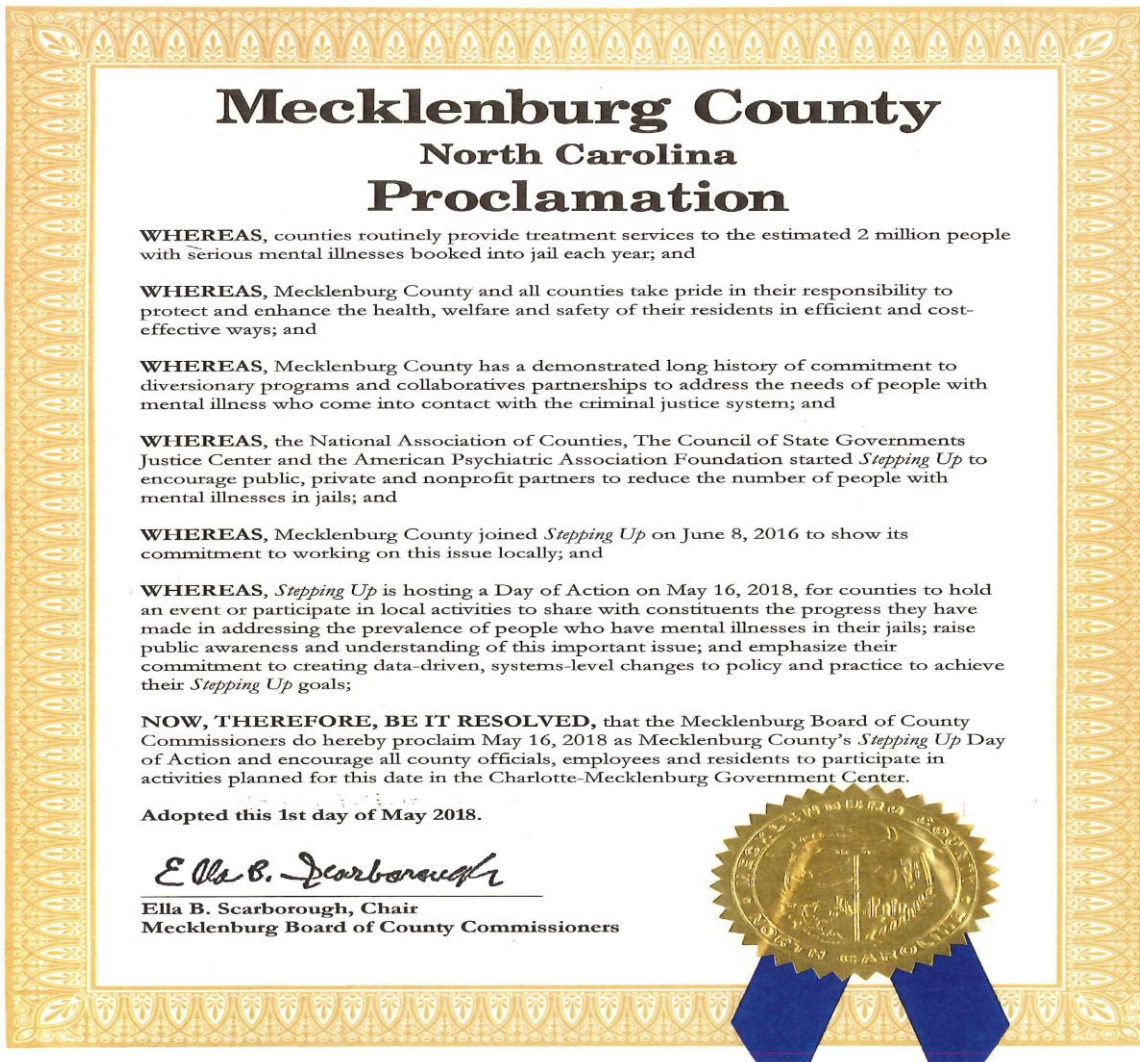 Mecklenburg County
North Carolina
Proclamation
WHEREAS, counties routinely provide treatment services to the estimated 2 million people
with serious mental illnesses booked into jail each year; and
WHEREAS, Mecklenburg County and all counties take pride in their responsibility to
protect and enhance the health, welfare and safety of their residents in efficient and cost-
effective ways; and
WHEREAS, Mecklenburg County has a demonstrated long history of commitment to
diversionary programs and collaboratives partnerships to address the needs of people with
mental illness who come into contact with the criminal justice system; and
WHEREAS, the National Association of Counties, The Council of State Governments
Justice Center and the American Psychiatric Association Foundation started Stepping Up to
encourage public, private and nonprofit partners to reduce the number of people with
mental illnesses in jails; and
WHEREAS, Mecklenburg County joined Stepping Up on June 8, 2016 to show its
commitment to working on this issue locally; and
WHEREAS, Stepping Up is hosting a Day of Action on May 16, 2018, for counties to hold
an event or participate in local activities to share with constituents the progress they have
made in addressing the prevalence of people who have mental illnesses in their jails; raise
public awareness and understanding of this important issue; and emphasize their
commitment to creating data-driven, systems-level changes to policy and practice to achieve
their Stepping Up goals;
NOW, THEREFORE, BE IT RESOLVED, that the Mecklenburg Board of County
Commissioners do hereby proclaim May 16, 2018 as Mecklenburg County's Stepping Up Day
of Action and encourage all county officials, employees and residents to participate in
activities planned for this date in the Charlotte-Mecklenburg Government Center.
Adopted this 1st day of May 2018.
Ella B. Scarborough
Ella B. Scarborough, Chair
Mecklenburg Board of County Commissioners
MECKLENBURG COUNTY
NORTH CAROLINA